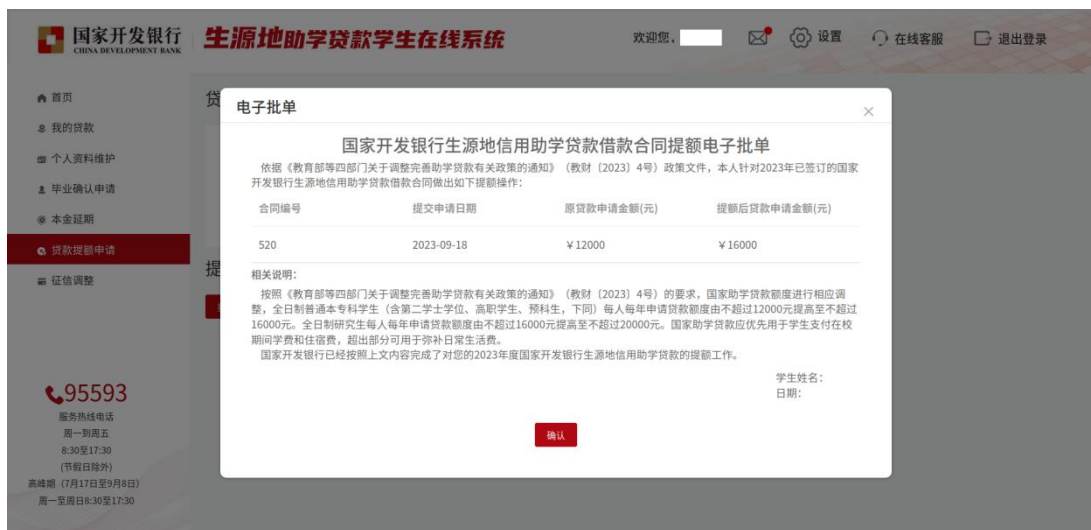 国家开发银行
CHINA DEVELOPMENT BANK
生源地助学贷款学生在线系统
欢迎您,
设置
在线客服
退出登录
首页
我的贷款
个人资料维护
毕业确认申请
本金延期
贷款提额申请
征信调整
95593
服务热线电话
周一到周五
8:30至17:30
(节假日除外)
高峰期（7月17日至9月8日）
周一至周日8:30至17:30
贷
提
电子批单
国家开发银行生源地信用助学贷款借款合同提额电子批单
依据《教育部等四部门关于调整完善助学贷款有关政策的通知》（教财〔2023〕4号）政策文件，本人针对2023年已签订的国家
开发银行生源地信用助学贷款借款合同做出如下提额操作：
合同编号 提交申请日期 原贷款申请金额(元) 提额后贷款申请金额(元)
520 2023-09-18 ￥12000 ￥16000
相关说明：
按照《教育部等四部门关于调整完善助学贷款有关政策的通知》（教财〔2023〕4号）的要求，国家助学贷款额度进行相应调
整，全日制普通本专科学生（含第二学士学位、高职学生、预科生，下同）每人每年申请贷款额度由不超过12000元提高至不超过
16000元。全日制研究生每人每年申请贷款额度由不超过16000元提高至不超过20000元。国家助学贷款应优先用于学生支付在校
期间学费和住宿费，超出部分可用于弥补日常生活费。
国家开发银行已经按照上文内容完成了对您的2023年度国家开发银行生源地信用助学贷款的提额工作。
学生姓名：
日期：
确认